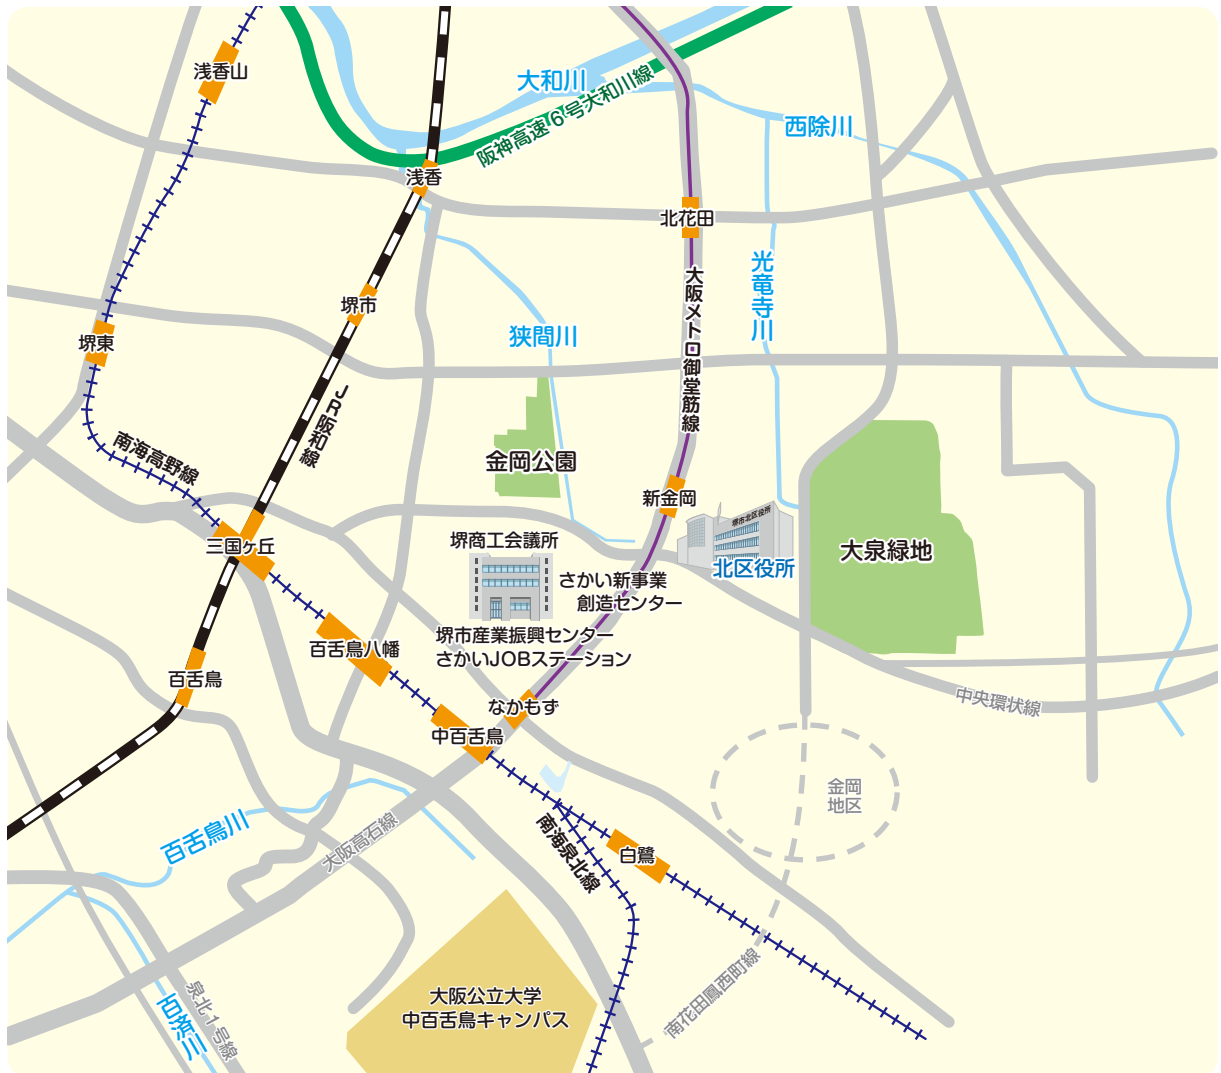 浅香山
大和川
阪神高速6号大和川線
西除川
浅香
北花田
大阪メトロ御堂筋線
光竜寺川
堺市
堺東
狭間川
JR阪和線
南海高野線
金岡公園
新金岡
堺市北区役所
北区役所
大泉緑地
三国ヶ丘
堺商工会議所
さかい新事業
創造センター
堺市産業振興センター
さかいJOBステーション
百舌鳥八幡
百舌鳥
なかもず
中百舌鳥
中央環状線
金岡
地区
百舌鳥川
大阪高石線
南海泉北線
白鷺
南花田鳳西町線
大阪公立大学
中百舌鳥キャンパス
泉北1号線
百済川